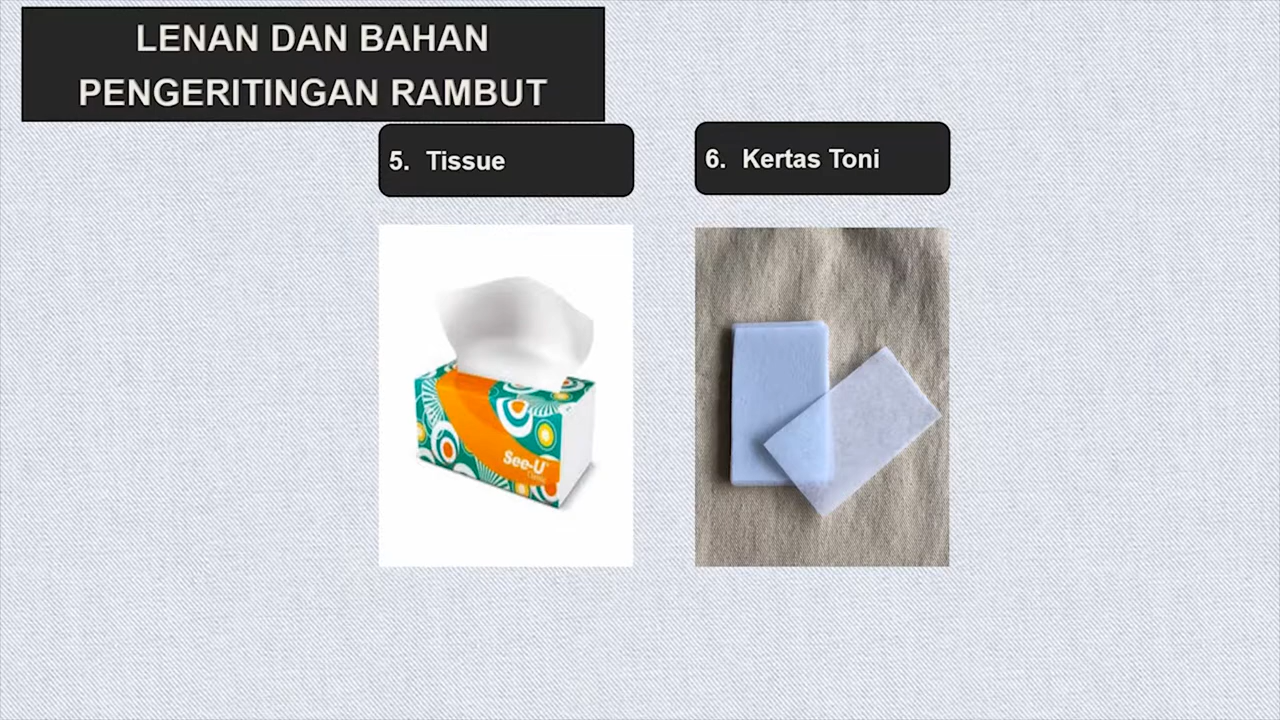 LENAN DAN BAHAN
PENGERITINGAN RAMBUT
5. Tissue
6. Kertas Toni
See-U